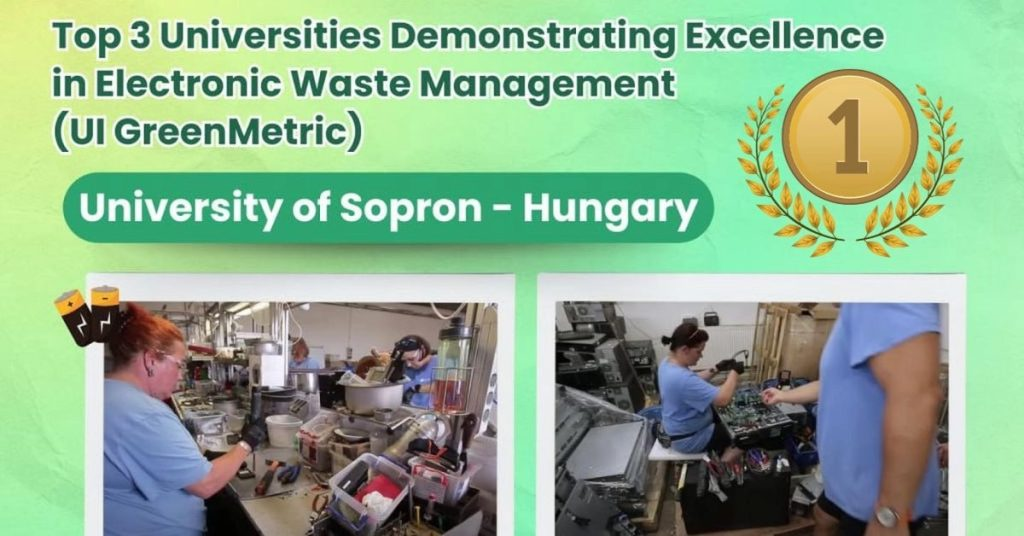 Top 3 Universities Demonstrating Excellence
in Electronic Waste Management
(UI GreenMetric)
1
University of Sopron - Hungary